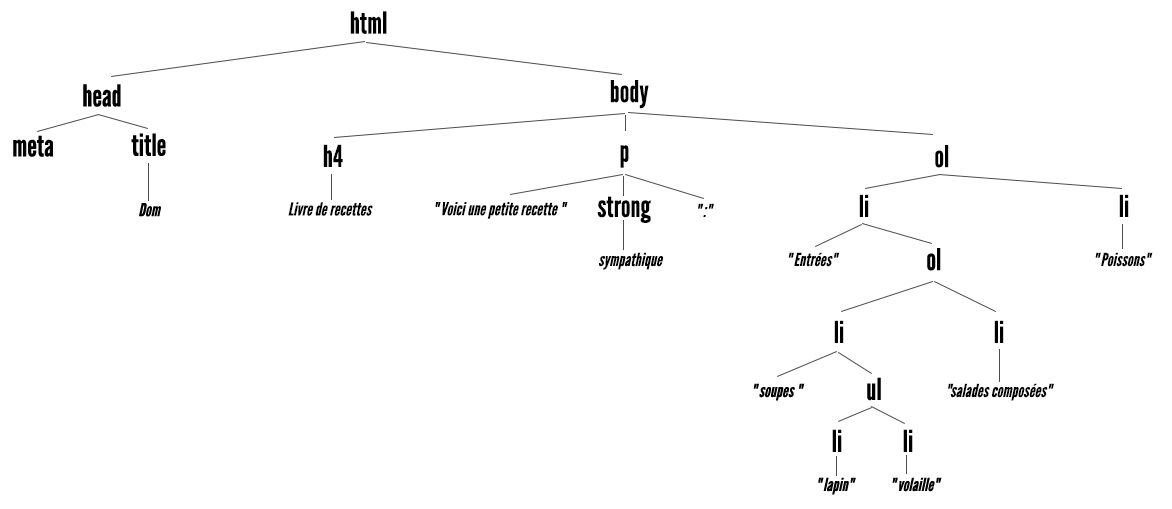 html
head
body
meta
title
h4
p
ol
Dom
Livre de recettes
"Voici une petite recette "
strong
":"
li
li
sympathique
"Entrées"
ol
"Poissons"
li
li
"soupes "
ul
"salades composées"
li
li
"lapin"
"volaille"